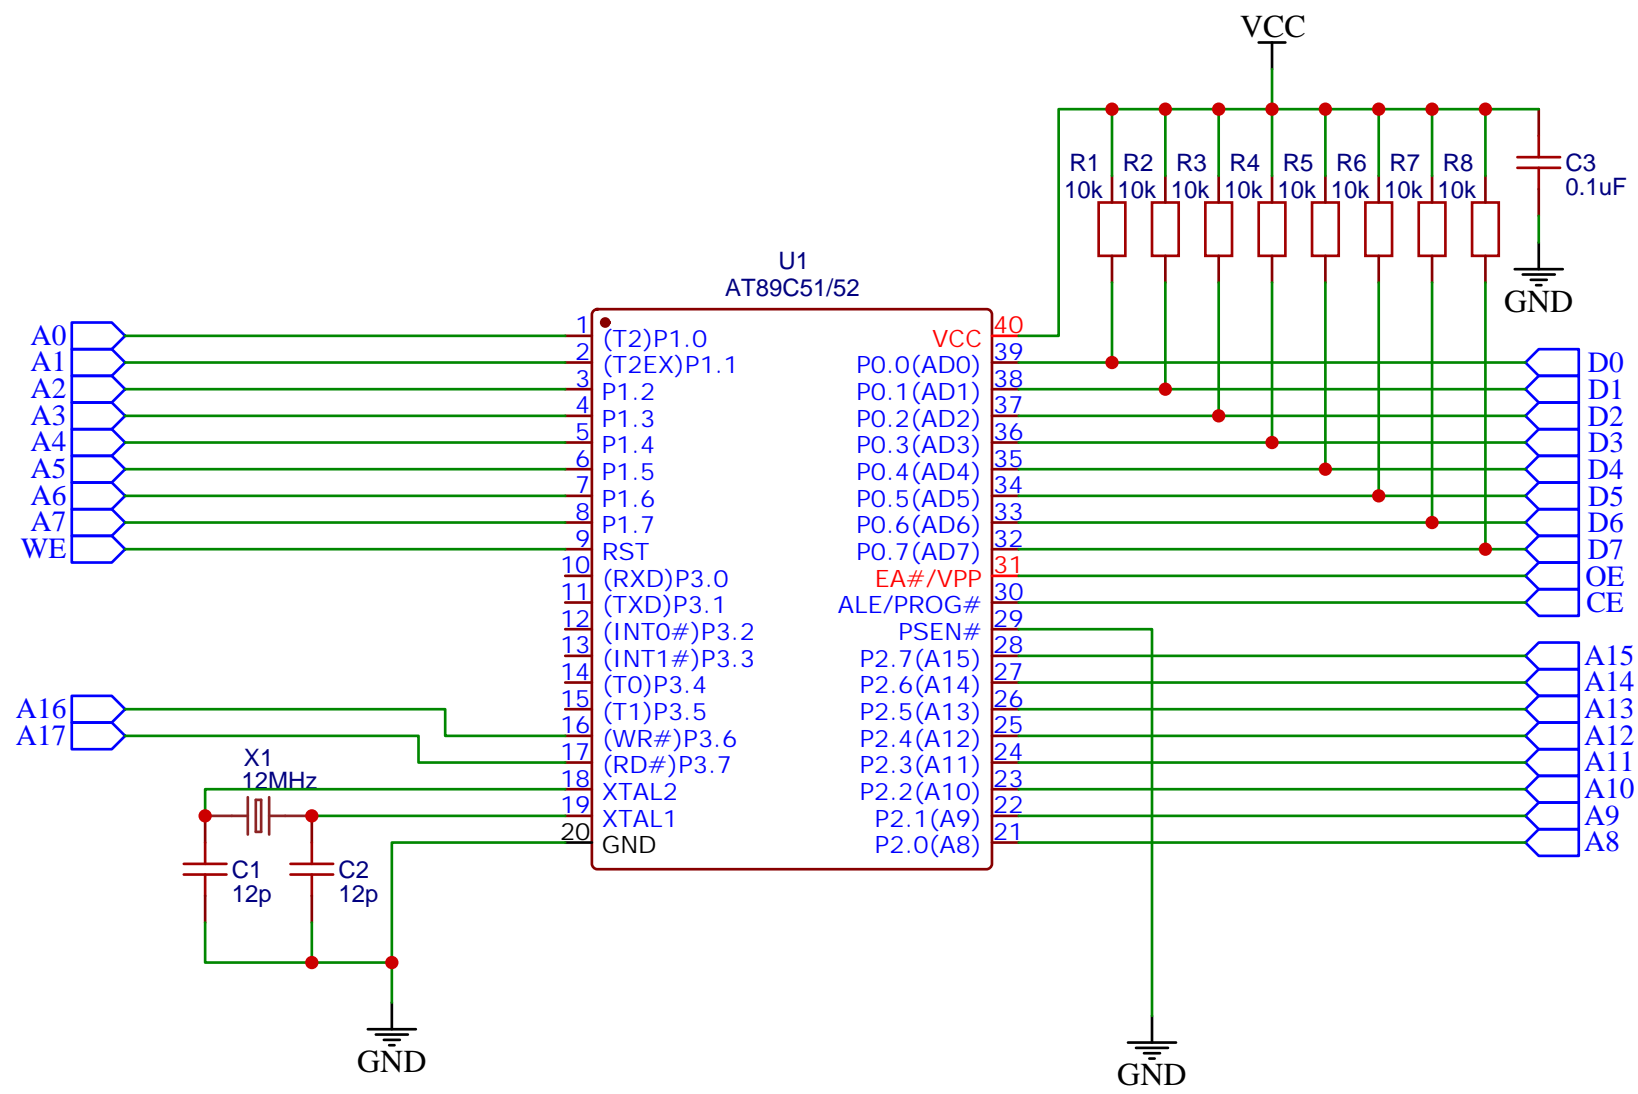 VCC
R1
10k
R2
10k
R3
10k
R4
10k
R5
10k
R6
10k
R7
10k
R8
10k
C3
0.1uF
GND
U1
AT89C51/52
A0
A1
A2
A3
A4
A5
A6
A7
WE
A16
A17
1 (T2)P1.0
2 (T2EX)P1.1
3 P1.2
4 P1.3
5 P1.4
6 P1.5
7 P1.6
8 P1.7
9 RST
10 (RXD)P3.0
11 (TXD)P3.1
12 (INT0#)P3.2
13 (INT1#)P3.3
14 (T0)P3.4
15 (T1)P3.5
16 (WR#)P3.6
17 (RD#)P3.7
18 XTAL2
19 XTAL1
20 GND
VCC 40
P0.0(AD0) 39
P0.1(AD1) 38
P0.2(AD2) 37
P0.3(AD3) 36
P0.4(AD4) 35
P0.5(AD5) 34
P0.6(AD6) 33
P0.7(AD7) 32
EA#/VPP 31
ALE/PROG# 30
PSEN# 29
P2.7(A15) 28
P2.6(A14) 27
P2.5(A13) 26
P2.4(A12) 25
P2.3(A11) 24
P2.2(A10) 23
P2.1(A9) 22
P2.0(A8) 21
D0
D1
D2
D3
D4
D5
D6
D7
OE
CE
A15
A14
A13
A12
A11
A10
A9
A8
X1
12MHz
C1
12p
C2
12p
GND
GND